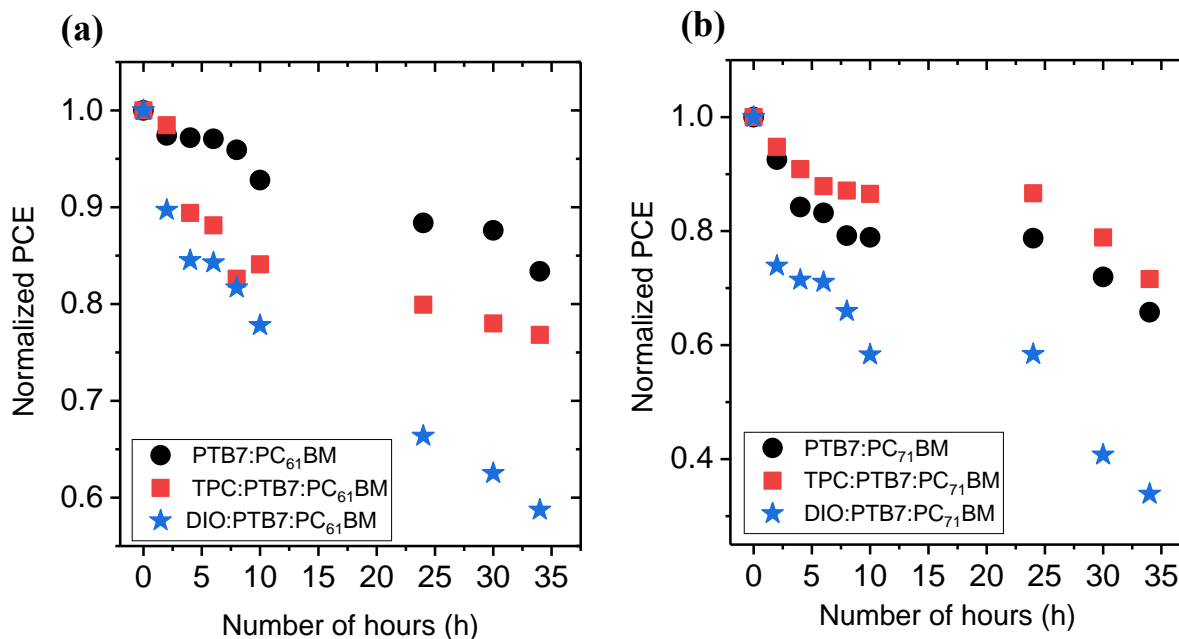 (a)
Normalized PCE
1.0
0.9
0.8
0.7
0.6
PTB7:PC₆₁BM
TPC:PTB7:PC₆₁BM
DIO:PTB7:PC₆₁BM
0 5 10 15 20 25 30 35
Number of hours (h)
(b)
Normalized PCE
1.0
0.8
0.6
0.4
PTB7:PC₇₁BM
TPC:PTB7:PC₇₁BM
DIO:PTB7:PC₇₁BM
0 5 10 15 20 25 30 35
Number of hours (h)